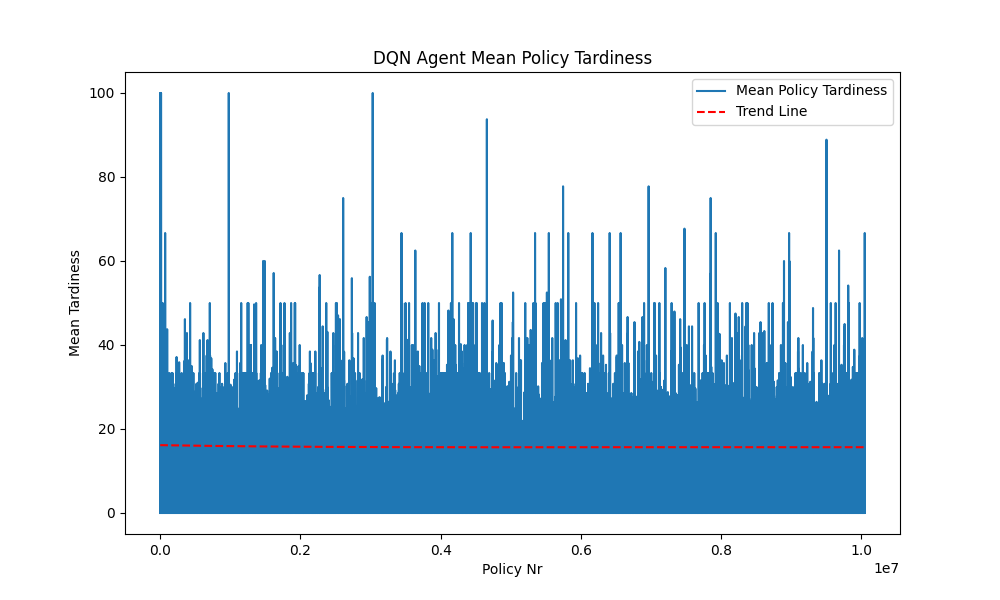 DQN Agent Mean Policy Tardiness
Mean Policy Tardiness
Trend Line
Mean Tardiness
100
80
60
40
20
0
0.0 0.2 0.4 0.6 0.8 1.0
1e7
Policy Nr